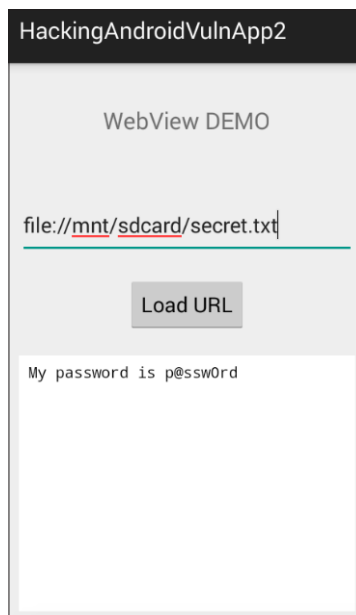 HackingAndroidVulnApp2
WebView DEMO
file://mnt/sdcard/secret.txt
Load URL
My password is p@ssw0rd